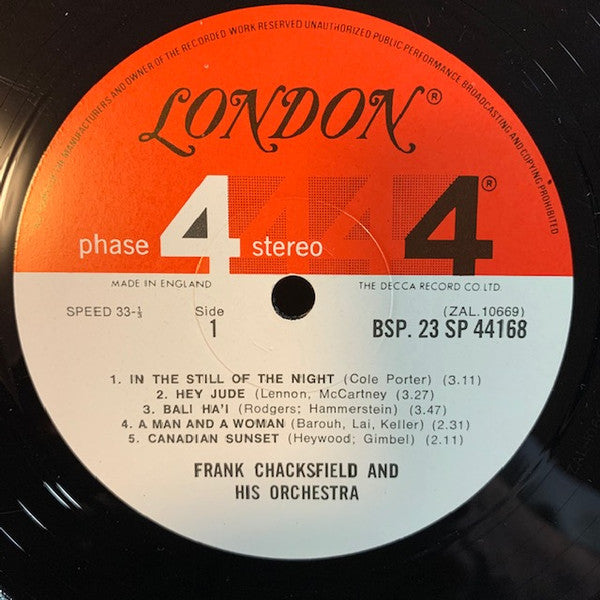 MANUFACTURERS AND OWNER OF THE RECORDED WORK RESERVED UNAUTHORIZED PUBLIC PERFORMANCE BROADCASTING AND COPYING PROHIBITED
LONDON®
phase 4 stereo 4 4 4®
MADE IN ENGLAND THE DECCA RECORD CO LTD.
SPEED 33-⅓ Side (ZAL.10669)
1 BSP. 23 SP 44168
1. IN THE STILL OF THE NIGHT (Cole Porter) (3.11)
2. HEY JUDE (Lennon, McCartney (3.27)
3. BALI HA'I (Rodgers; Hammerstein) (3.47)
4. A MAN AND A WOMAN (Barouh, Lai, Keller) (2.31)
5. CANADIAN SUNSET (Heywood; Gimbel) (2.11)
FRANK CHACKSFIELD AND
HIS ORCHESTRA